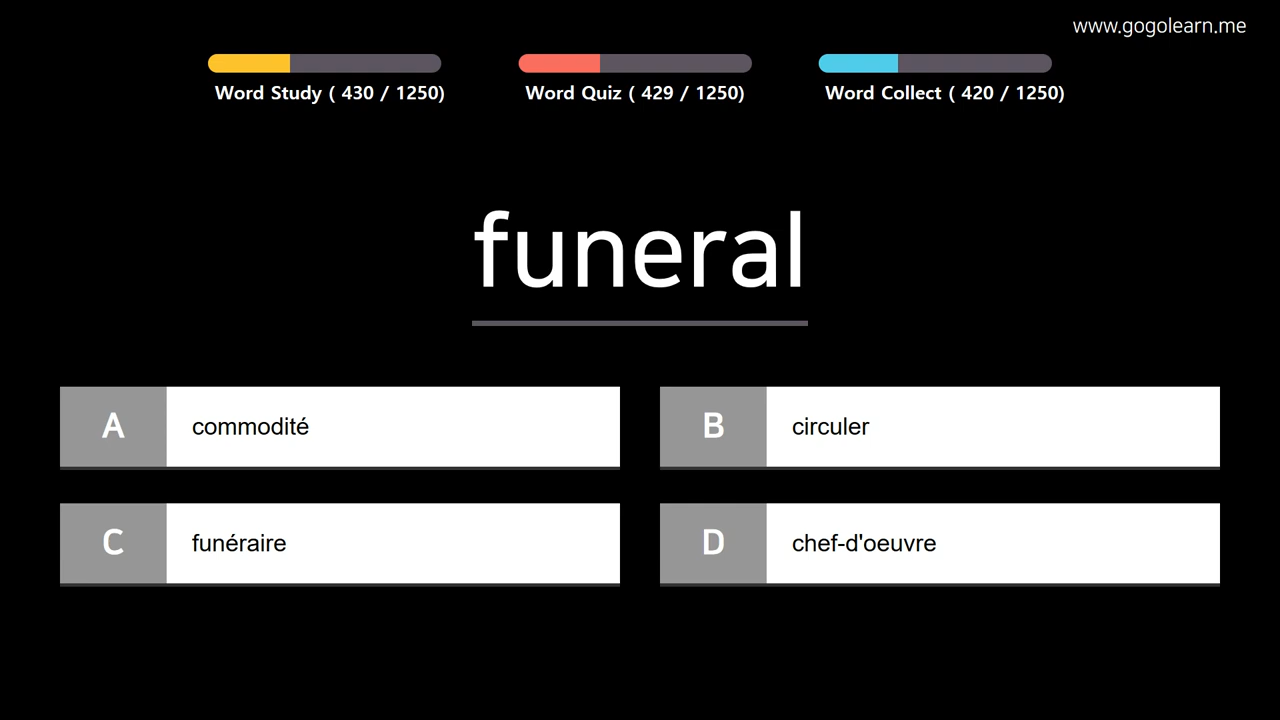 www.gogolearn.me
Word Study ( 430 / 1250)
Word Quiz ( 429 / 1250)
Word Collect ( 420 / 1250)
funeral
A commodité
B circuler
C funéraire
D chef-d'oeuvre